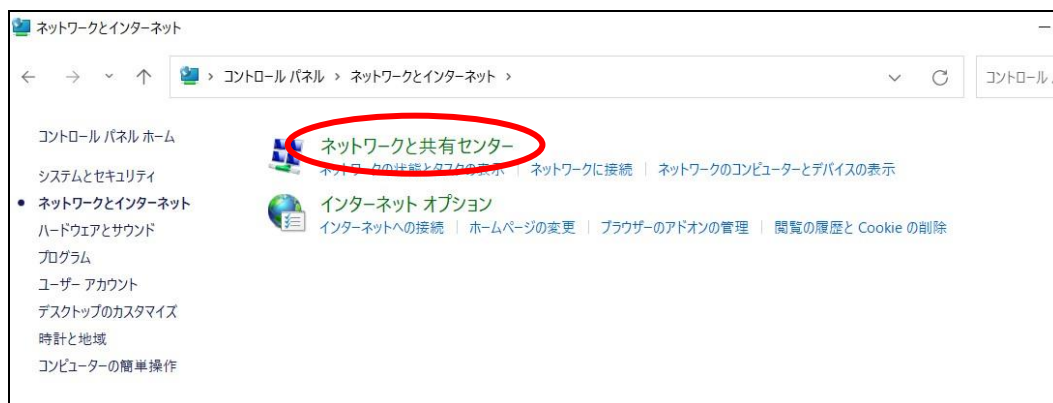 ネットワークとインターネット
コントロール パネル › ネットワークとインターネット ›
コントロール
コントロール パネル ホーム
システムとセキュリティ
• ネットワークとインターネット
ハードウェアとサウンド
プログラム
ユーザー アカウント
デスクトップのカスタマイズ
時計と地域
コンピューターの簡単操作
ネットワークと共有センター
ネットワークの状態とタスクの表示 | ネットワークに接続 | ネットワークのコンピューターとデバイスの表示
インターネット オプション
インターネットへの接続 | ホームページの変更 | ブラウザーのアドオンの管理 | 閲覧の履歴と Cookie の削除